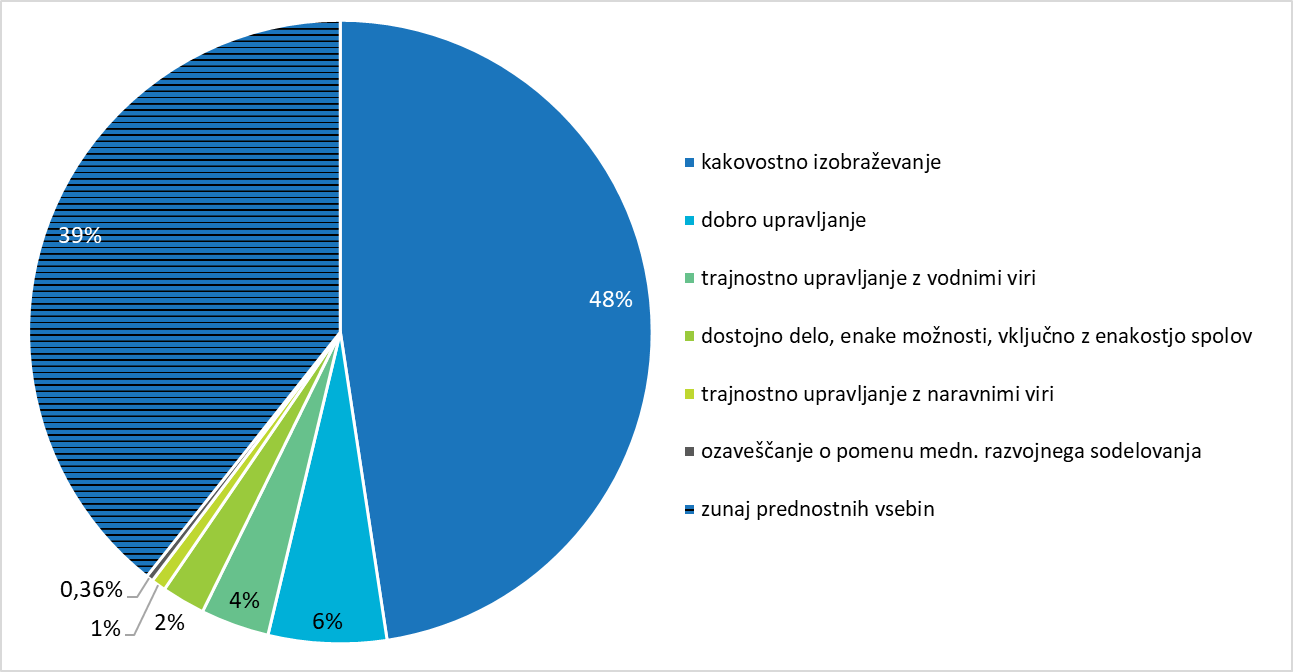 39%
48%
6%
4%
2%
1%
0,36%
kakovostno izobraževanje
dobro upravljanje
trajnostno upravljanje z vodnimi viri
dostojno delo, enake možnosti, vključno z enakostjo spolov
trajnostno upravljanje z naravnimi viri
ozaveščanje o pomenu medn. razvojnega sodelovanja
zunaj prednostnih vsebin